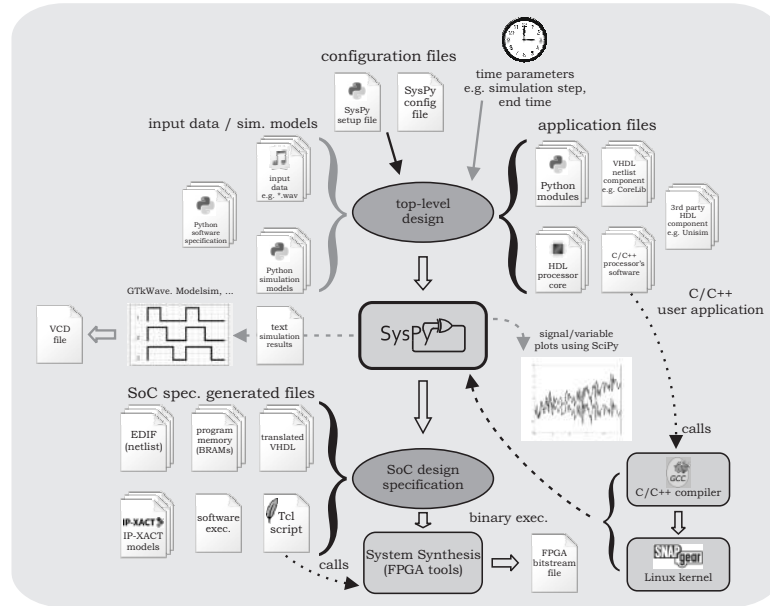 configuration files
SysPy
setup file
SysPy
config
file
time parameters
e.g. simulation step,
end time
input data / sim. models
input
data
e.g. *.wav
Python
software
specification
Python
simulation
models
top-level
design
application files
Python
modules
VHDL
netlist
component
e.g. CoreLib
3rd party
HDL
component
e.g. Unisim
HDL
processor
core
C/C++
processor's
software
C/C++
user application
GTkWave. Modelsim, ...
VCD
file
text
simulation
results
SysPy
signal/variable
plots using SciPy
SoC spec. generated files
EDIF
(netlist)
program
memory
(BRAMs)
translated
VHDL
IP-XACT
IP-XACT
models
software
exec.
Tcl
script
calls
SoC design
specification
System Synthesis
(FPGA tools)
binary exec.
FPGA
bitstream
file
calls
GCC
C/C++ compiler
SNAP
gear
Linux kernel